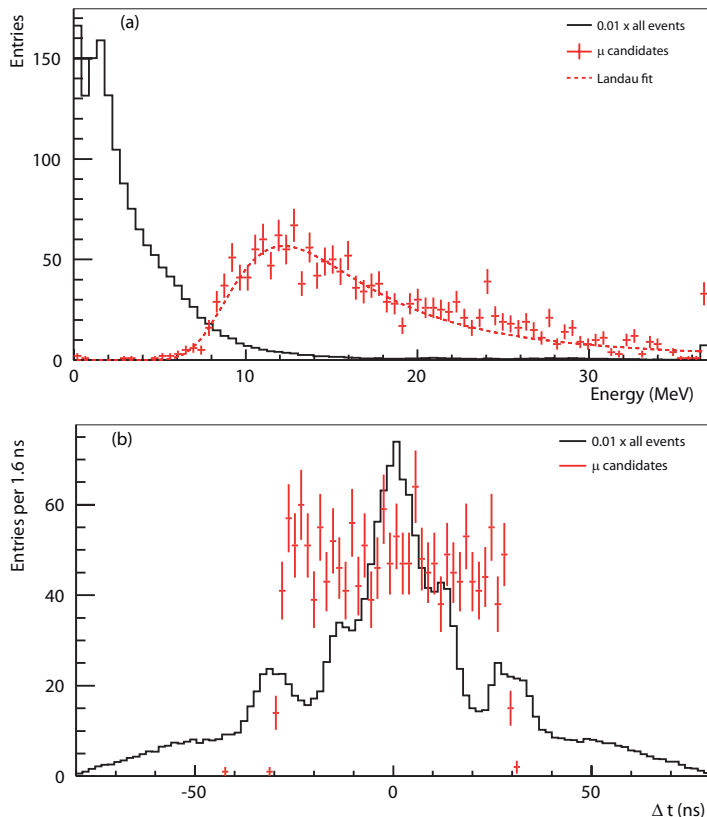 (a)
0.01 x all events
μ candidates
Landau fit
Entries
150
100
50
0
0
10
20
30
Energy (MeV)
(b)
0.01 x all events
μ candidates
Entries per 1.6 ns
60
40
20
0
-50
0
50
Δ t (ns)